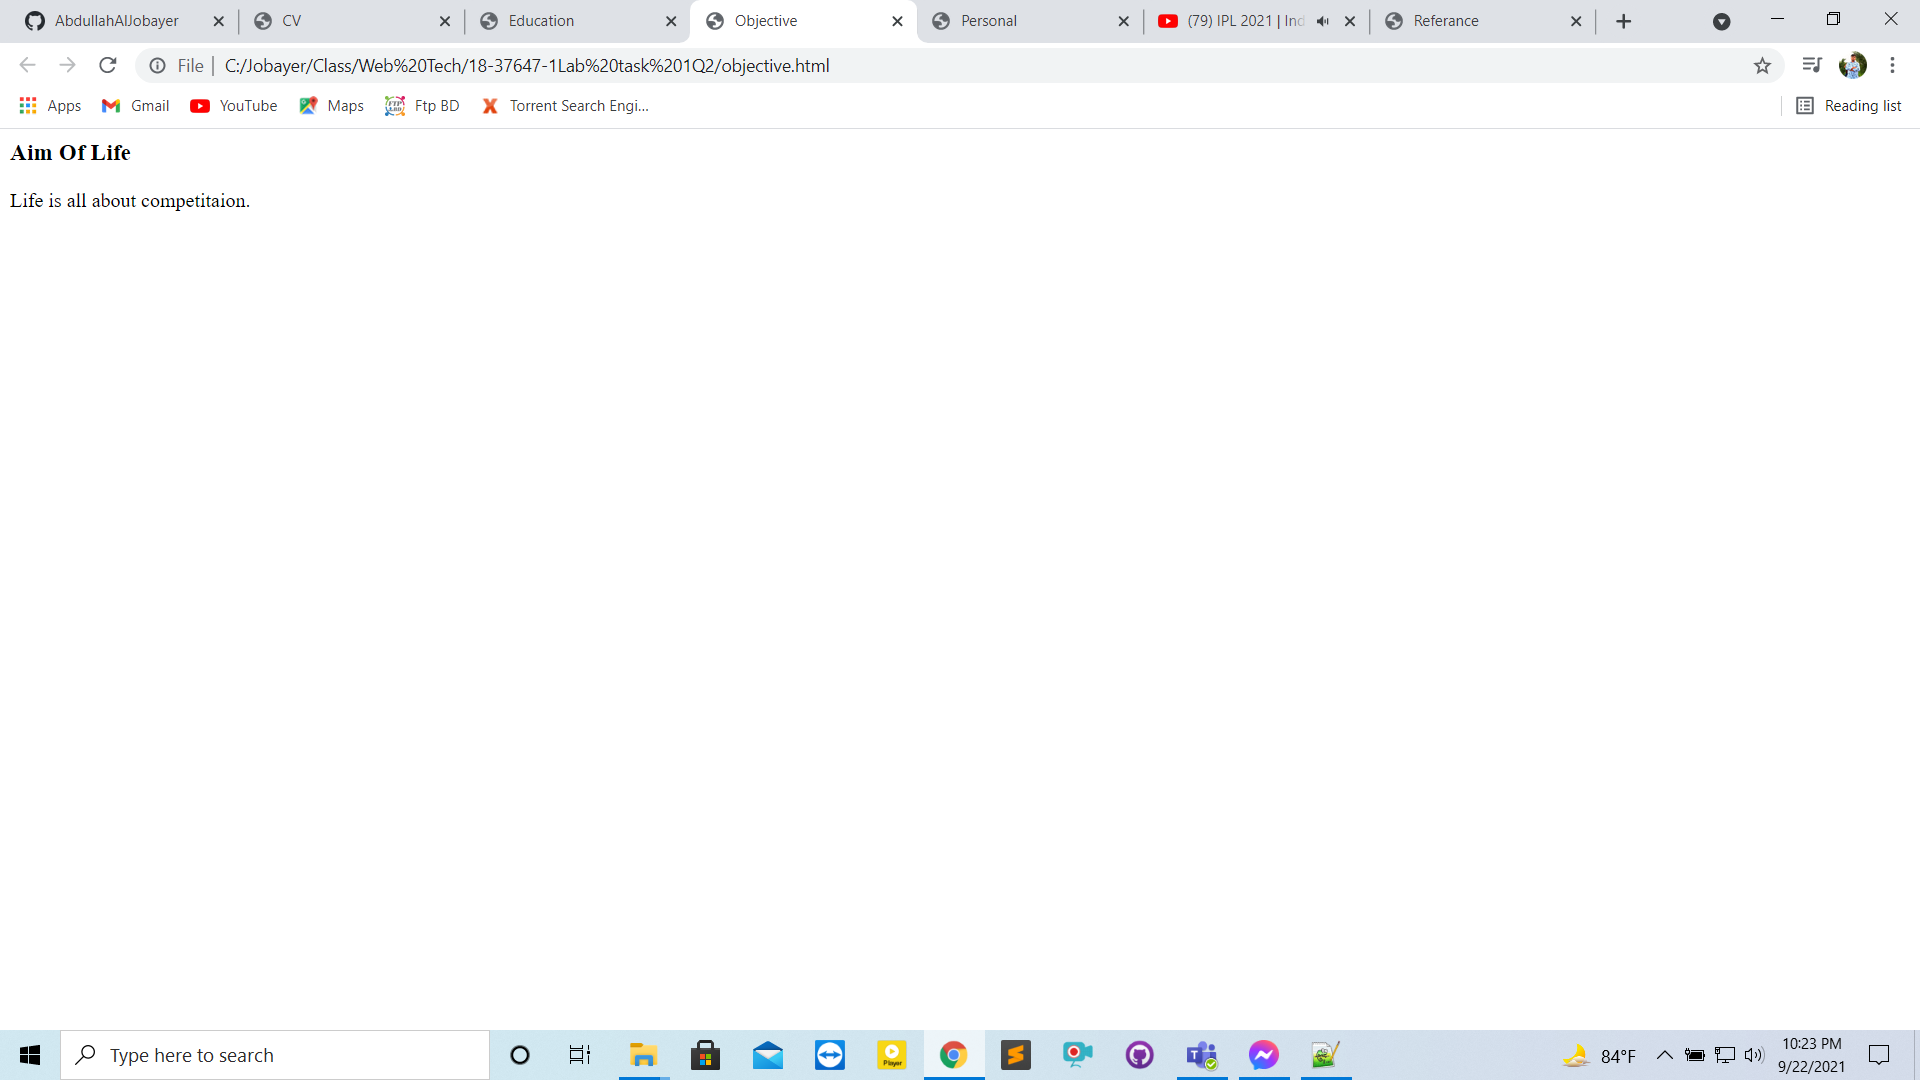 AbdullahAlJobayer
CV
Education
Objective
Personal
(79) IPL 2021 | Ind
Referance
File | C:/Jobayer/Class/Web%20Tech/18-37647-1Lab%20task%201Q2/objective.html
Apps
Gmail
YouTube
Maps
Ftp BD
Torrent Search Engi...
Reading list
Aim Of Life
Life is all about competitaion.
Type here to search
Player
84°F
10:23 PM
9/22/2021